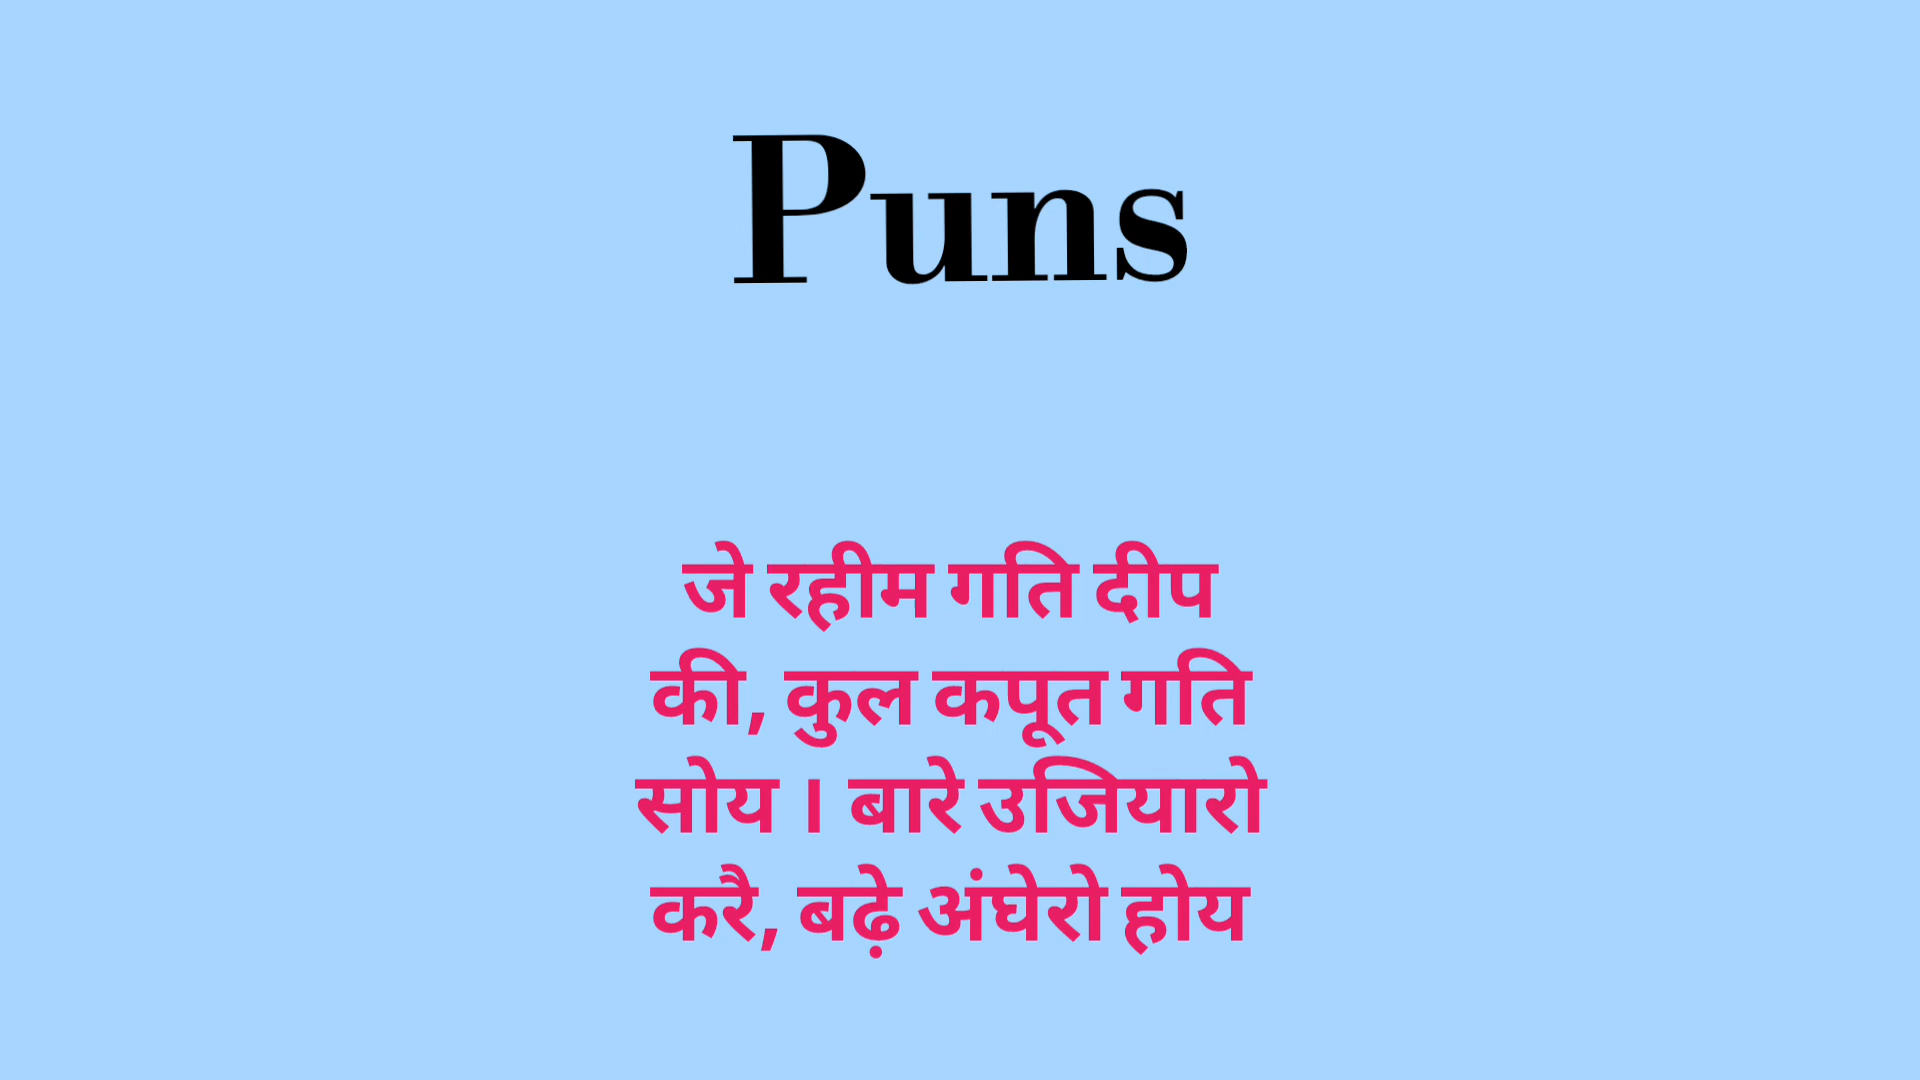 Puns
जे रहीम गति दीप
की, कुल कपूत गति
सोय । बारे उजियारो
करै, बढ़े अंघेरो होय